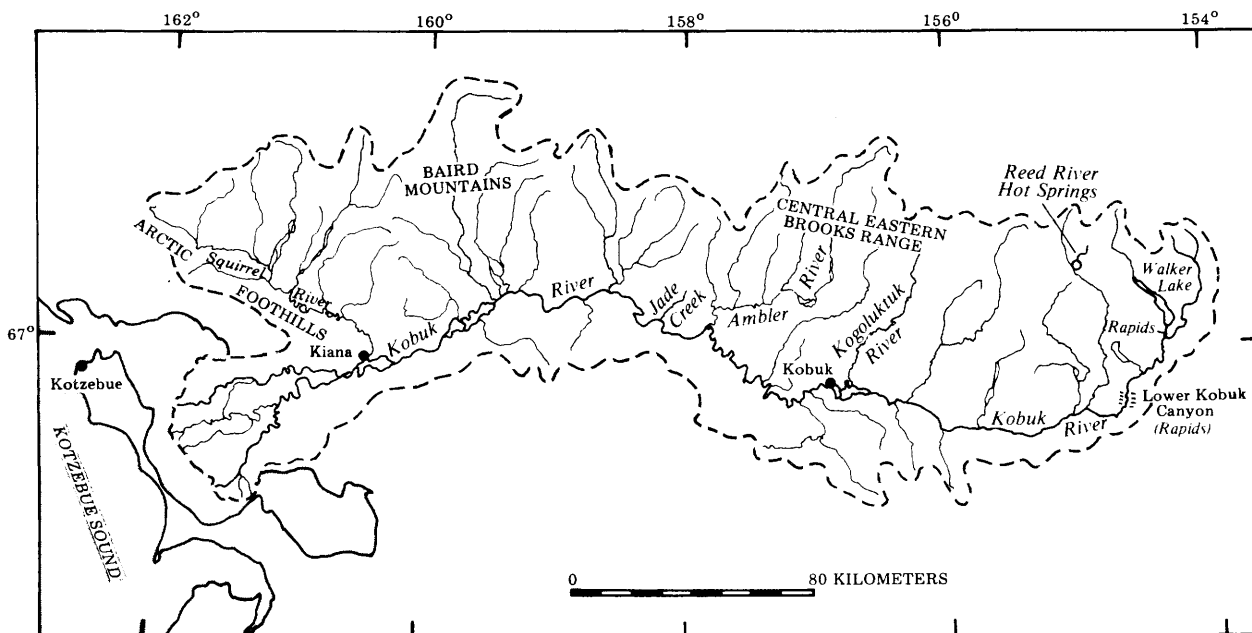 162° 160° 158° 156° 154°
Reed River
Hot Springs
BAIRD
MOUNTAINS
CENTRAL EASTERN
BROOKS RANGE
ARCTIC
FOOTHILLS
Squirrel
River
Walker
Lake
River
River
Jade
Creek
Ambler
Kogoluktuk
River
Rapids
67°
Kiana
Kobuk
Kotzebue
Kobuk
Lower Kobuk
Canyon
(Rapids)
Kobuk
River
KOTZEBUE SOUND
0 80 KILOMETERS